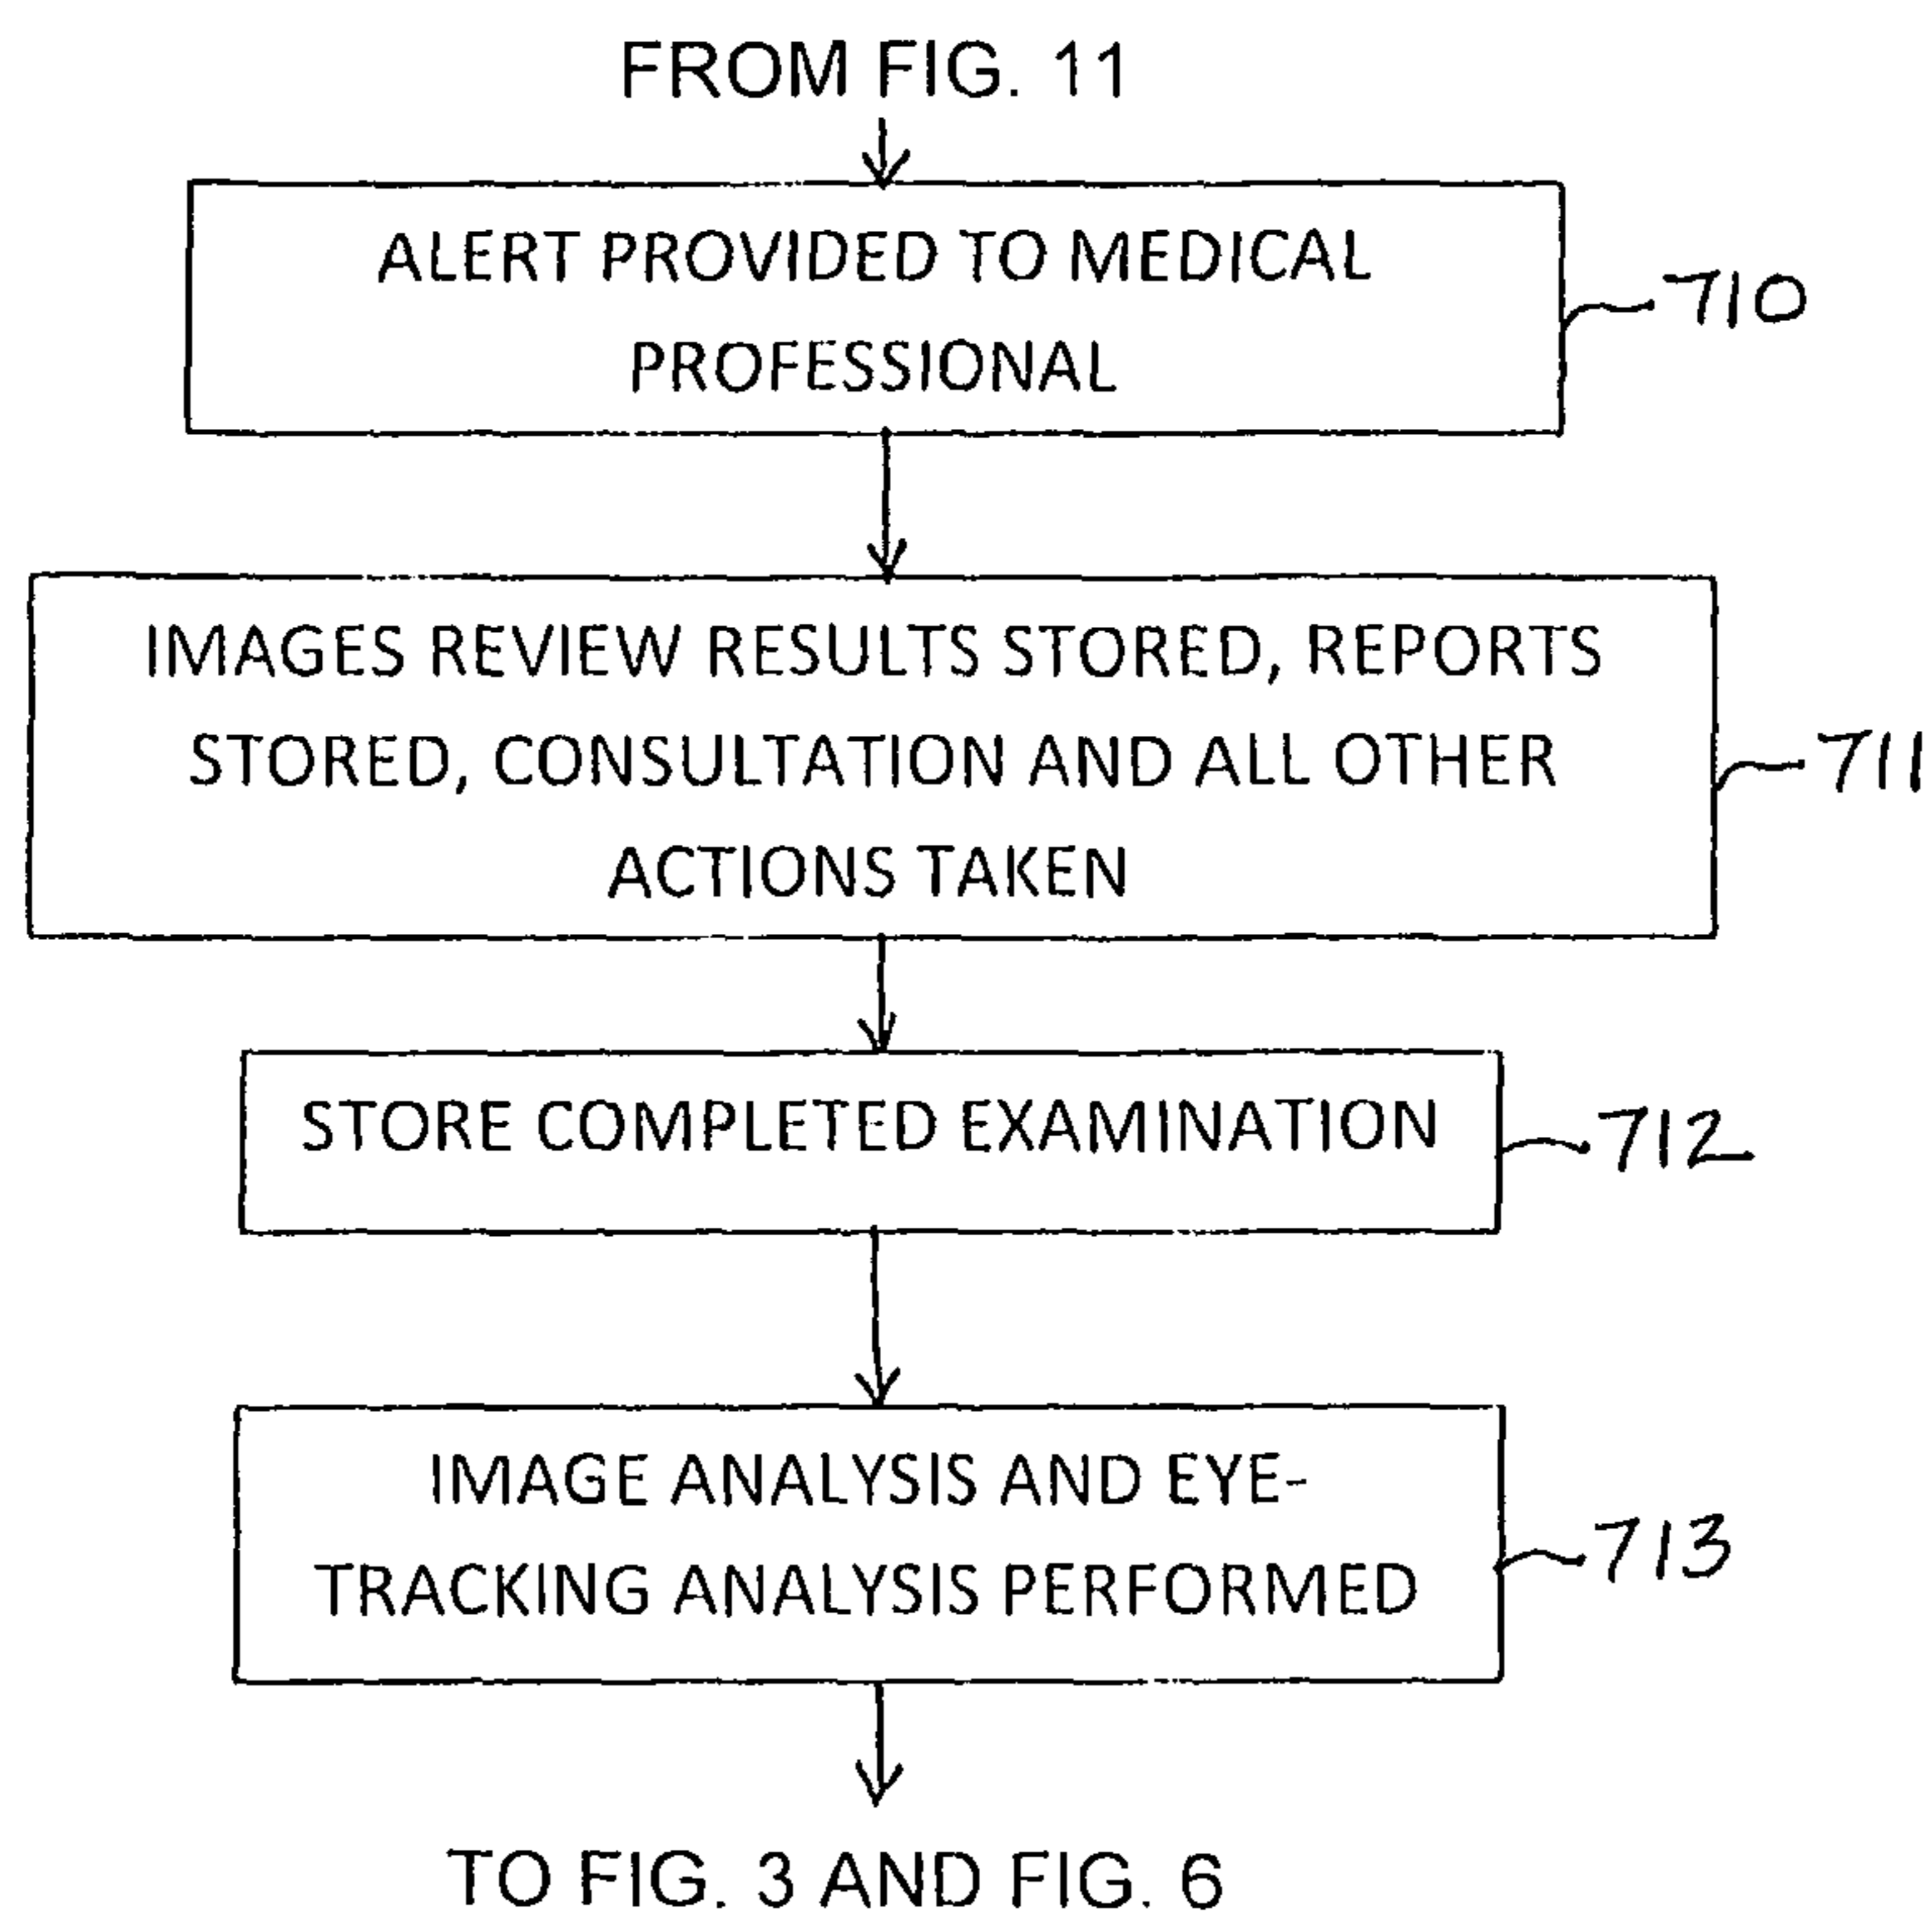 FROM FIG. 11
ALERT PROVIDED TO MEDICAL
PROFESSIONAL
710
IMAGES REVIEW RESULTS STORED, REPORTS
STORED, CONSULTATION AND ALL OTHER
ACTIONS TAKEN
711
STORE COMPLETED EXAMINATION
712
IMAGE ANALYSIS AND EYE-
TRACKING ANALYSIS PERFORMED
713
TO FIG. 3 AND FIG. 6